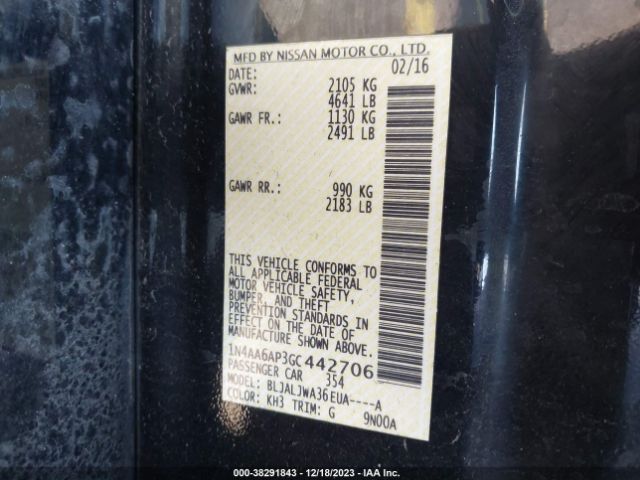 MFD BY NISSAN MOTOR CO., LTD.
DATE: 02/16
GVWR: 2105 KG
4641 LB
GAWR FR.: 1130 KG
2491 LB
GAWR RR.: 990 KG
2183 LB
THIS VEHICLE CONFORMS TO
ALL APPLICABLE FEDERAL
MOTOR VEHICLE SAFETY,
BUMPER, AND THEFT
PREVENTION STANDARDS IN
EFFECT ON THE DATE OF
MANUFACTURE SHOWN ABOVE.
1N4AA6AP3GC442706
PASSENGER CAR 354
MODEL: BLJALJWA36EUA----A
COLOR: KH3 TRIM: G 9N00A
000-38291843 / 12/18/2023 - IAA Inc.